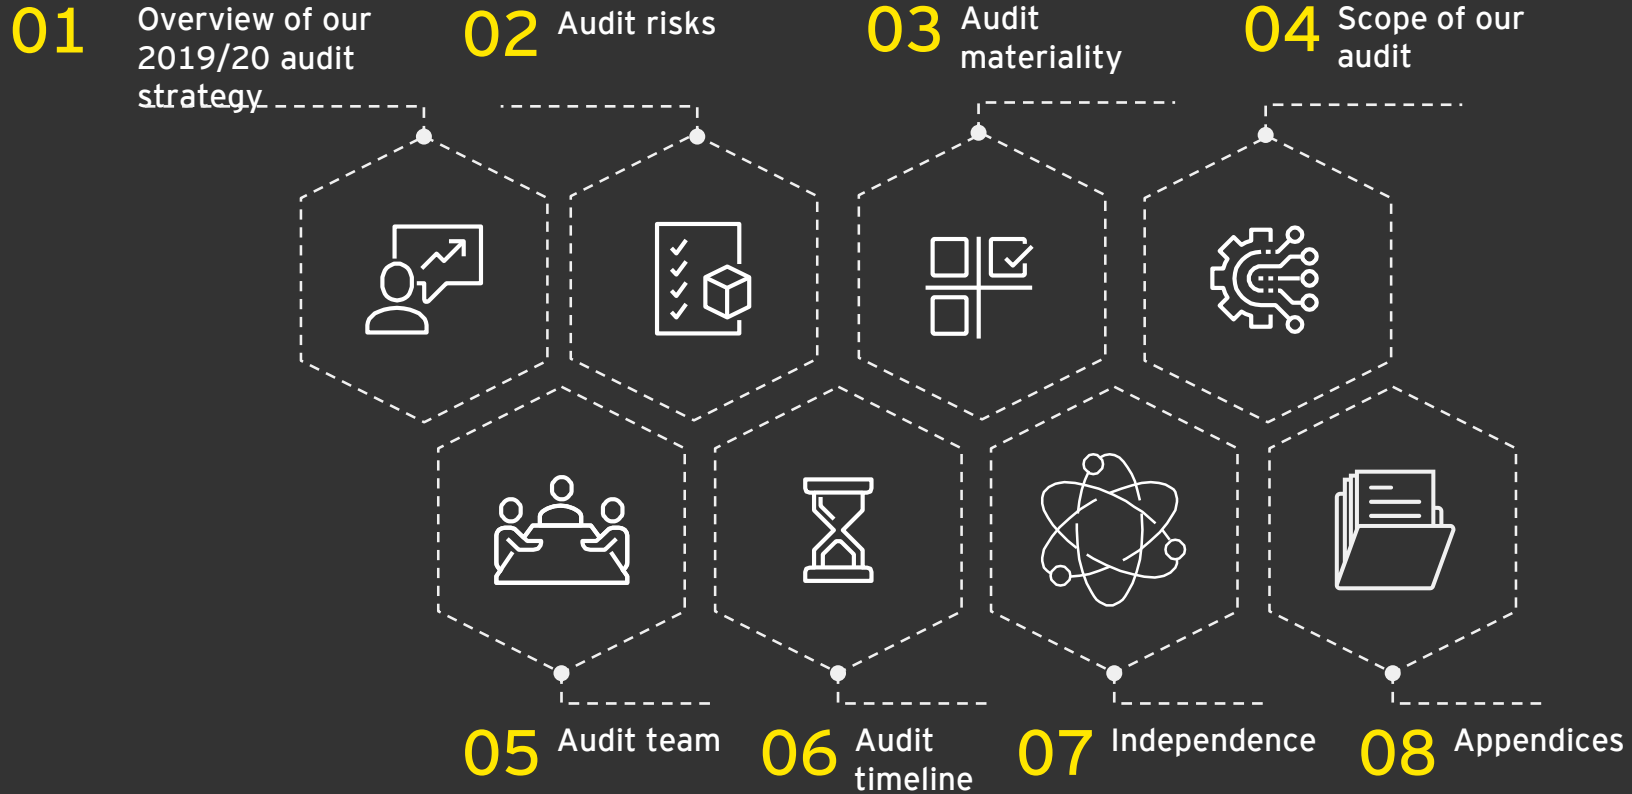 01 Overview of our
2019/20 audit
strategy
02 Audit risks
03 Audit
materiality
04 Scope of our
audit
05 Audit team
06 Audit
timeline
07 Independence
08 Appendices